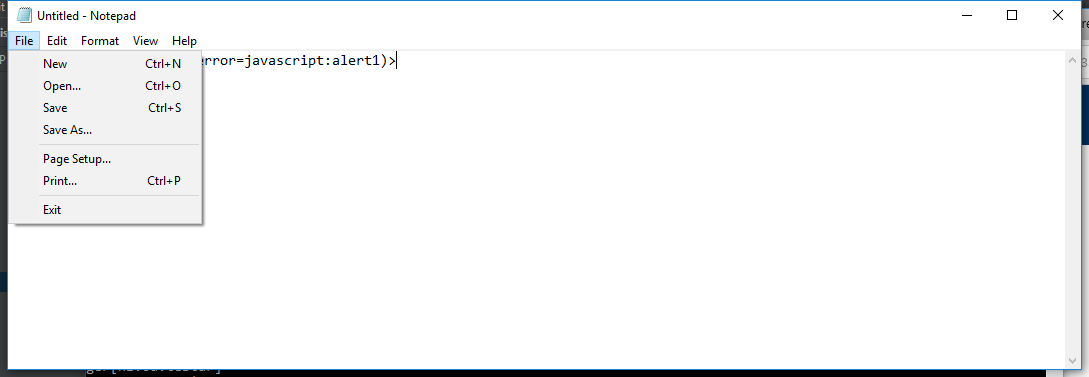 Untitled - Notepad
File Edit Format View Help
error=javascript:alert1)>
New Ctrl+N
Open... Ctrl+O
Save Ctrl+S
Save As...
Page Setup...
Print... Ctrl+P
Exit